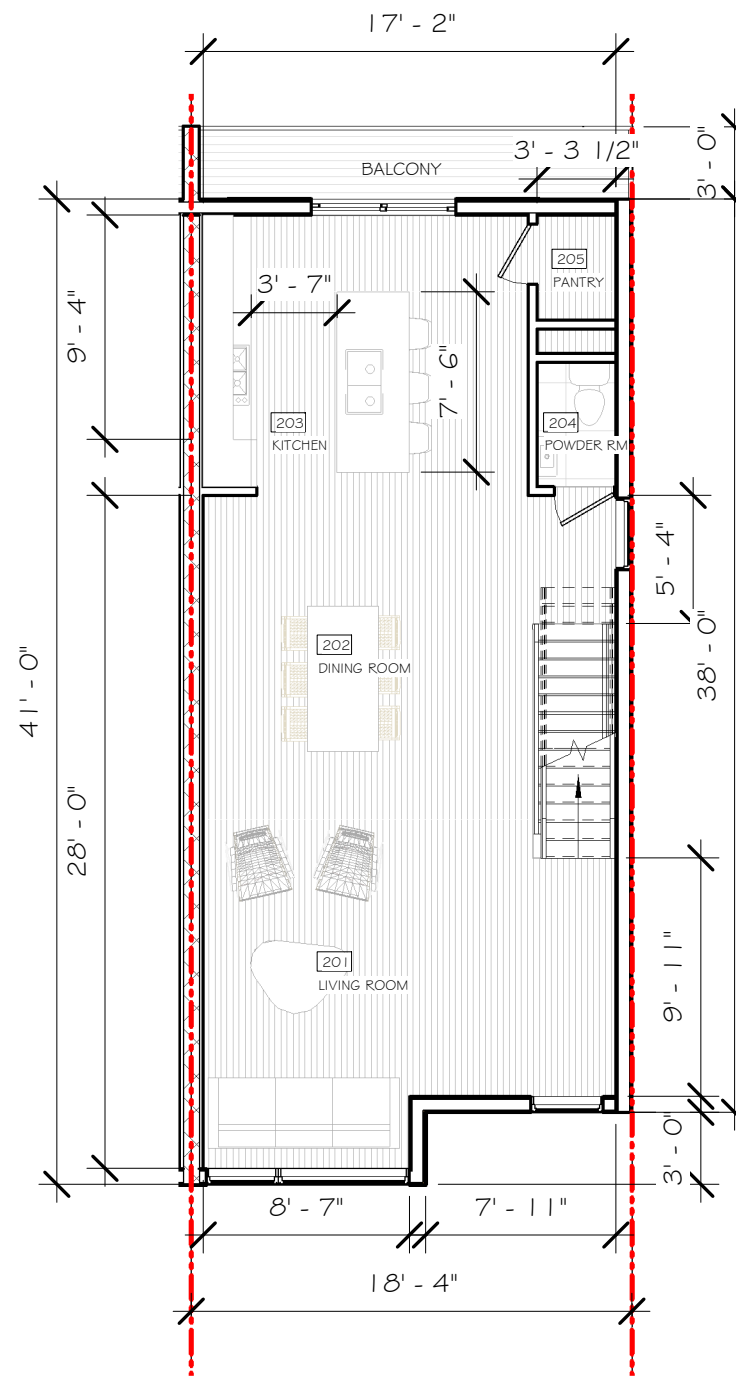 17' - 2"
3' - 3 1/2"
3' - 0"
BALCONY
205
PANTRY
3' - 7"
9' - 4"
7' - 6"
203
KITCHEN
204
POWDER RM
5' - 4"
38' - 0"
202
DINING ROOM
41' - 0"
28' - 0"
201
LIVING ROOM
9' - 11"
3' - 0"
8' - 7"
7' - 11"
18' - 4"